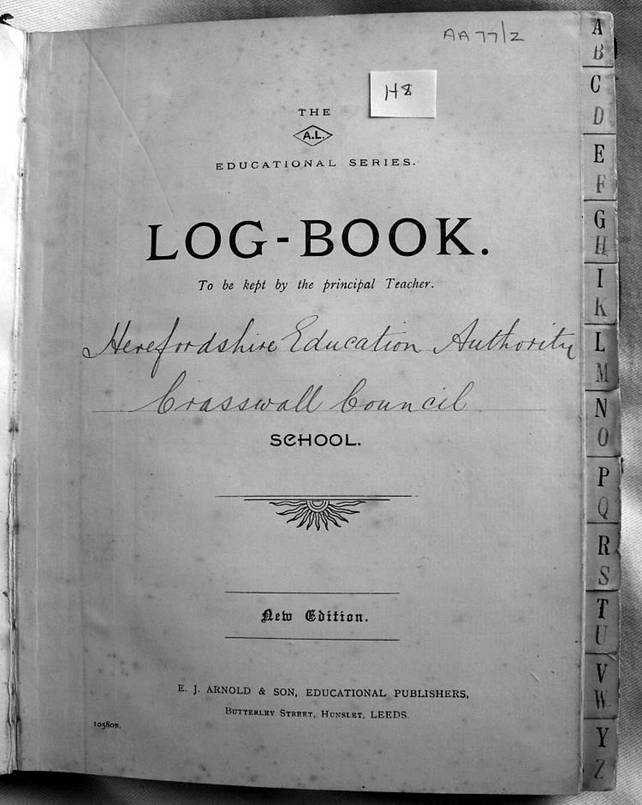 AA77/2
H8
THE
A.L.
EDUCATIONAL SERIES.
LOG-BOOK.
To be kept by the principal Teacher.
Herefordshire Education Authority
Crasswall Council
SCHOOL.
New Edition.
E. J. ARNOLD & SON, EDUCATIONAL PUBLISHERS,
BUTTERLEY STREET, HUNSLET, LEEDS
A
B
C
D
E
F
G
H
I
K
L
M
N
O
P
Q
R
S
T
U
V
W
Y
Z